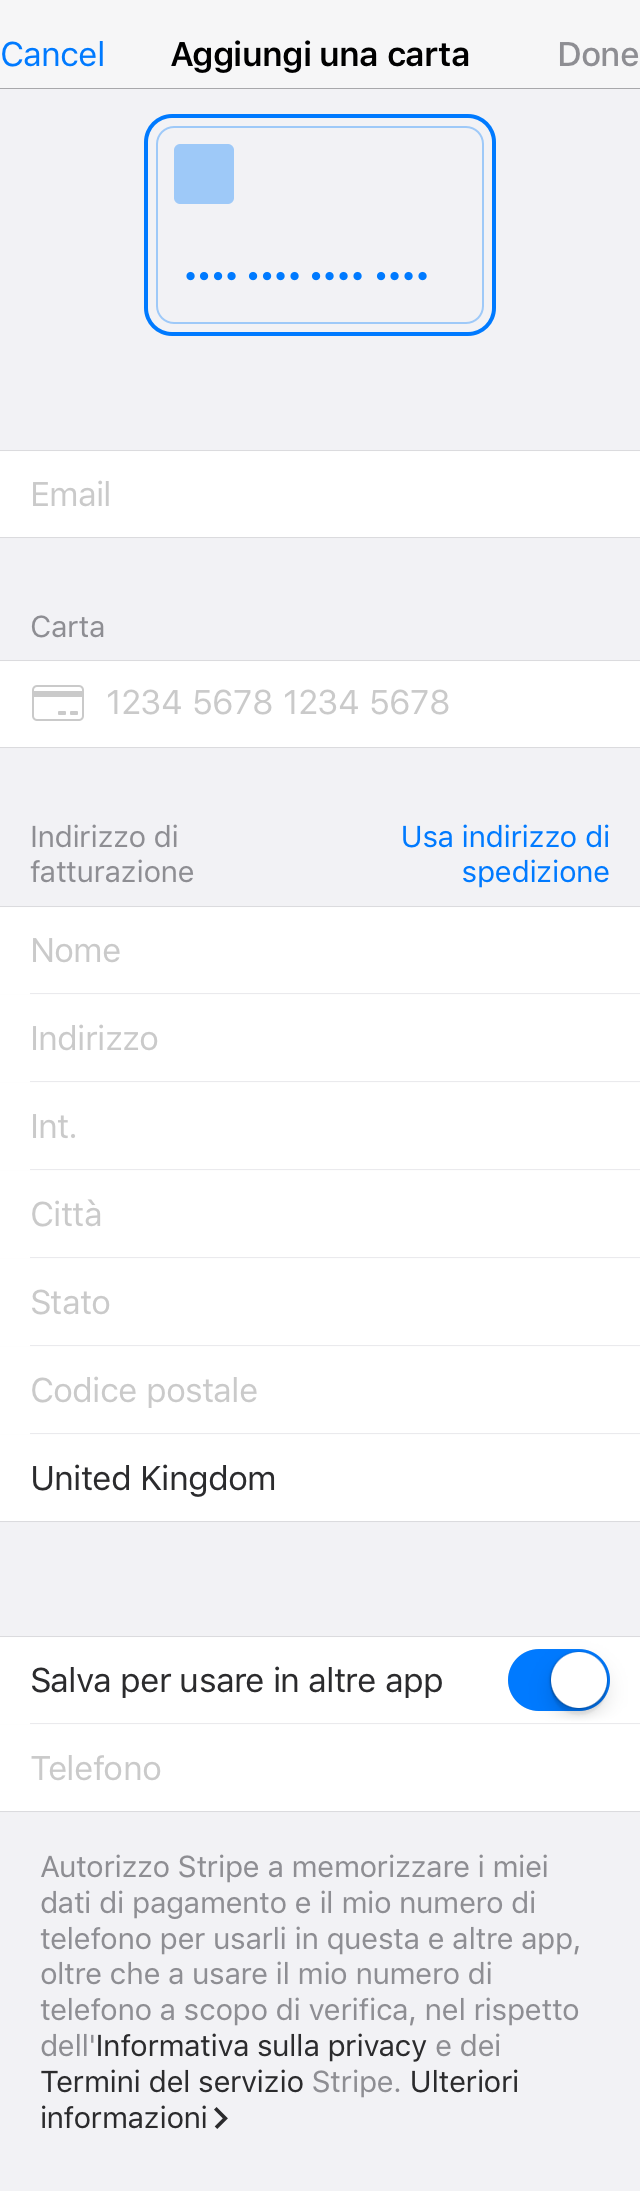 Cancel Aggiungi una carta Done
•••• •••• •••• ••••
Email
Carta
1234 5678 1234 5678
Indirizzo di
fatturazione
Usa indirizzo di
spedizione
Nome
Indirizzo
Int.
Città
Stato
Codice postale
United Kingdom
Salva per usare in altre app
Telefono
Autorizzo Stripe a memorizzare i miei
dati di pagamento e il mio numero di
telefono per usarli in questa e altre app,
oltre che a usare il mio numero di
telefono a scopo di verifica, nel rispetto
dell'Informativa sulla privacy e dei
Termini del servizio Stripe. Ulteriori
informazioni